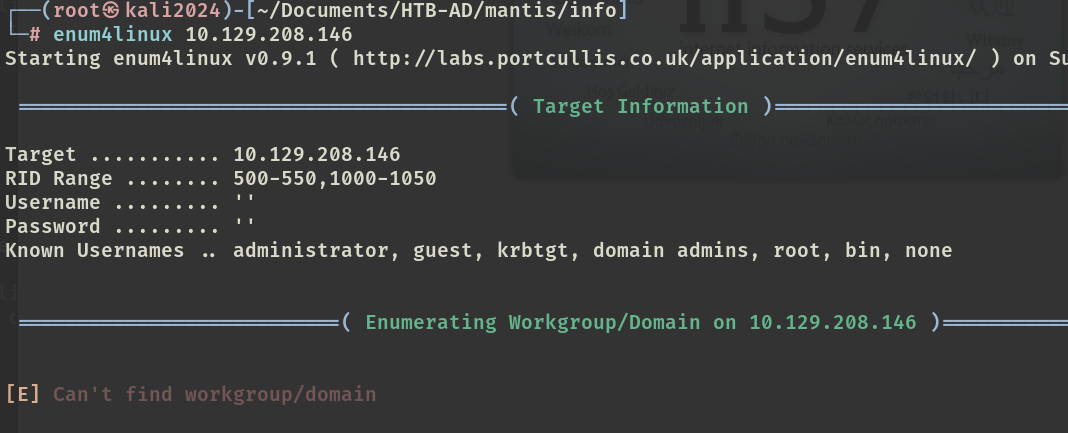 ┌──(root㉿kali2024)-[~/Documents/HTB-AD/mantis/info]
└─# enum4linux 10.129.208.146
Starting enum4linux v0.9.1 ( http://labs.portcullis.co.uk/application/enum4linux/ ) on Su
( Target Information )
Target ........... 10.129.208.146
RID Range ........ 500-550,1000-1050
Username ......... ''
Password ......... ''
Known Usernames .. administrator, guest, krbtgt, domain admins, root, bin, none
( Enumerating Workgroup/Domain on 10.129.208.146 )
[E] Can't find workgroup/domain